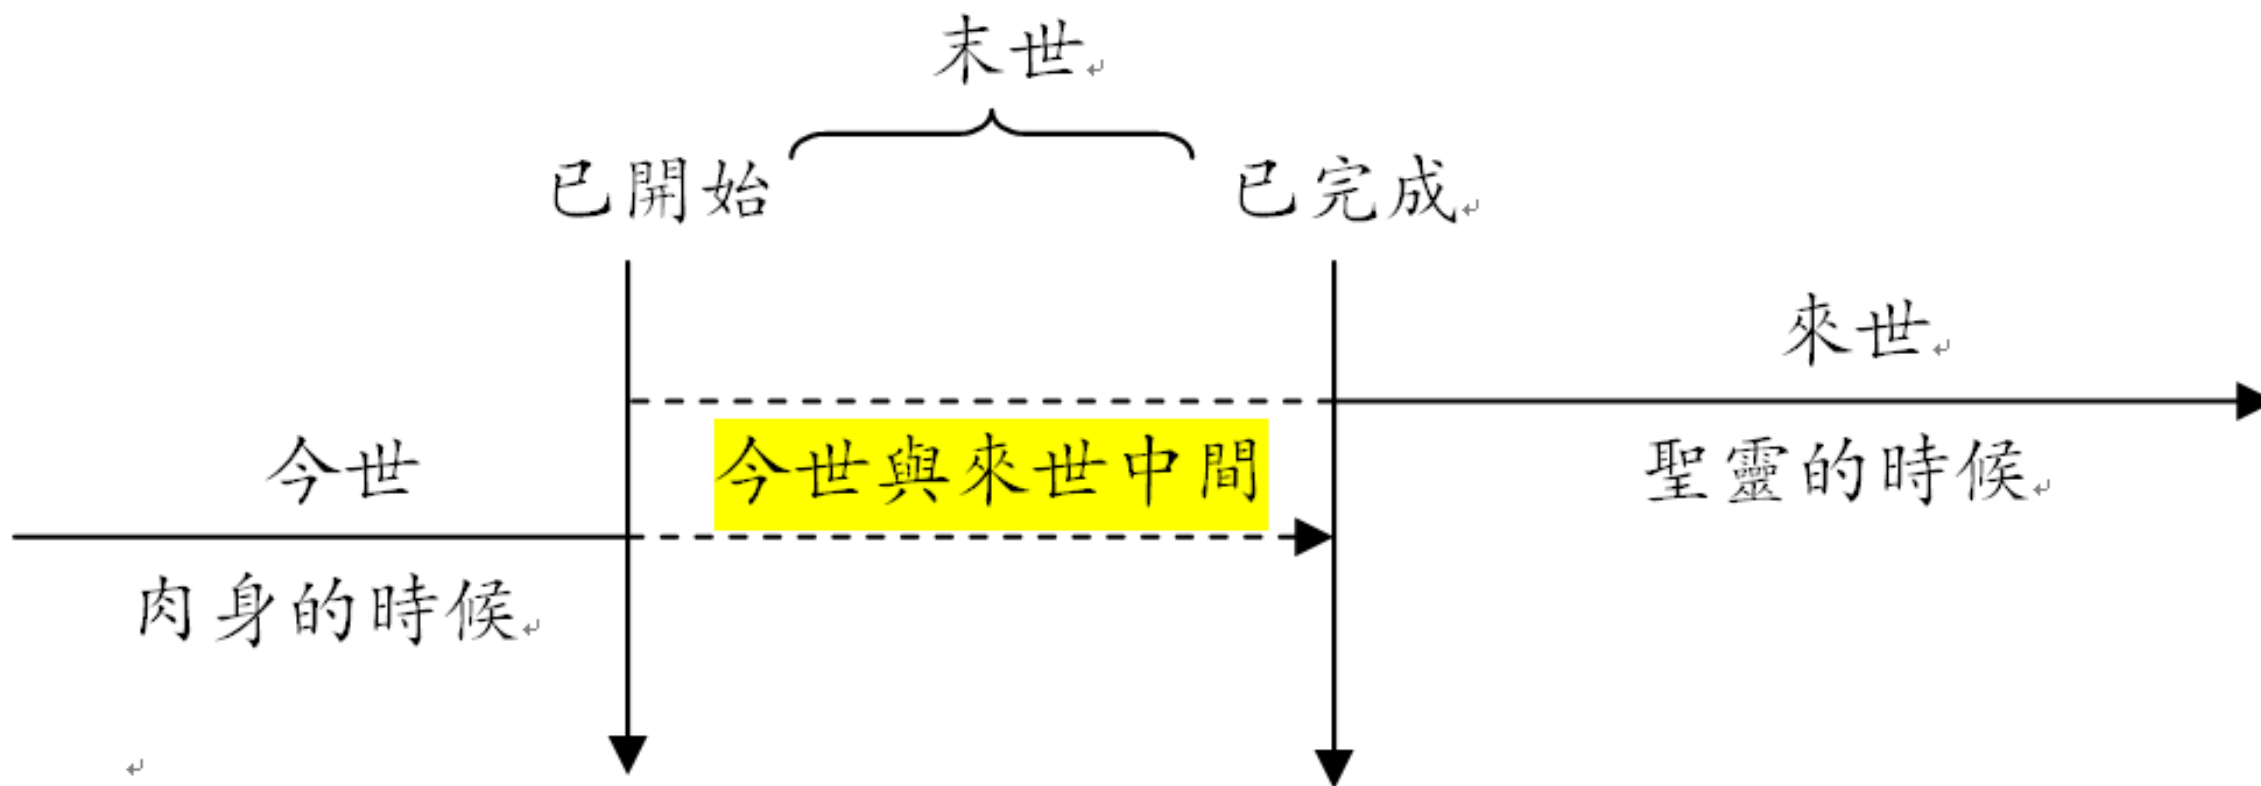 末世
已開始
已完成
來世
今世
今世與來世中間
聖靈的時候
肉身的時候